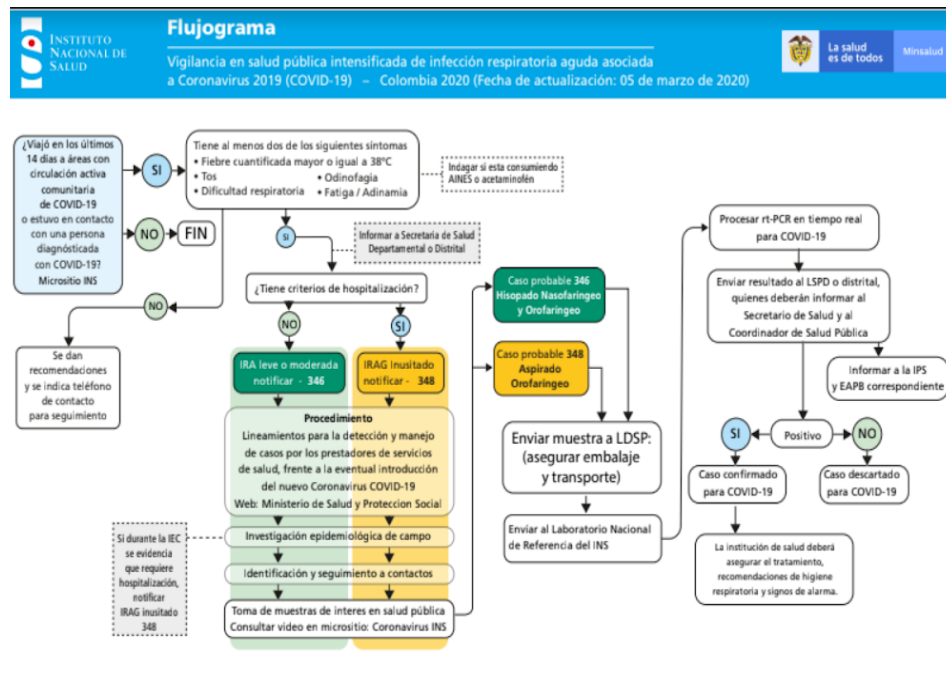 INSTITUTO
NACIONAL DE
SALUD
Flujograma
Vigilancia en salud pública intensificada de infección respiratoria aguda asociada
a Coronavirus 2019 (COVID-19) – Colombia 2020 (Fecha de actualización: 05 de marzo de 2020)
La salud
es de todos
Minsalud
¿Viajó en los últimos
14 días a áreas con
circulación activa
comunitaria
de COVID-19
o estuvo en contacto
con una persona
diagnósticada
con COVID-19?
Micrositio INS
SI
NO
FIN
Tiene al menos dos de los siguientes síntomas
• Fiebre cuantificada mayor o igual a 38°C
• Tos
• Odinofagia
• Dificultad respiratoria
• Fatiga / Adinamia
Indagar si esta consumiendo
AINES o acetaminofén
NO
Se dan
recomendaciones
y se indica teléfono
de contacto
para seguimiento
SI
Informar a Secretaria de Salud
Departamental o Distrital
¿Tiene criterios de hospitalización?
NO
SI
IRA leve o moderada
notificar - 346
IRAG Inusitado
notificar - 348
Procedimiento
Lineamientos para la detección y manejo
de casos por los prestadores de servicios
de salud, frente a la eventual introducción
del nuevo Coronavirus COVID-19
Web: Ministerio de Salud y Proteccion Social
Investigación epidemiológica de campo
Si durante la IEC
se evidencia
que requiere
hospitalización,
notificar
IRAG inusitado
348
Identificación y seguimiento a contactos
Toma de muestras de interes en salud pública
Consultar video en micrositio: Coronavirus INS
Caso probable 346
Hisopado Nasofaríngeo
y Orofaríngeo
Caso probable 348
Aspirado
Orofaríngeo
Enviar muestra a LDSP:
(asegurar embalaje
y transporte)
Enviar al Laboratorio Nacional
de Referencia del INS
Procesar rt-PCR en tiempo real
para COVID-19
Enviar resultado al LSPD o distrital,
quienes deberán informar al
Secretario de Salud y al
Coordinador de Salud Pública
Informar a la IPS
y EAPB correspondiente
SI
Positivo
NO
Caso confirmado
para COVID-19
Caso descartado
para COVID-19
La institución de salud deberá
asegurar el tratamiento,
recomendaciones de higiene
respiratoria y signos de alarma.